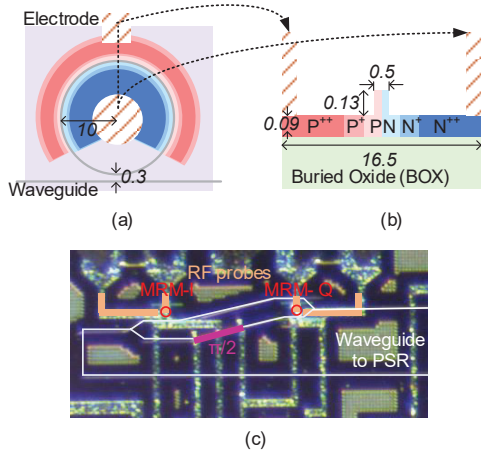 Electrode
10
0.3
Waveguide
(a)
0.5
0.13
0.09
P++ P+ P N N+ N++
16.5
Buried Oxide (BOX)
(b)
RF probes
MRM-I MRM- Q
π/2
Waveguide
to PSR
(c)